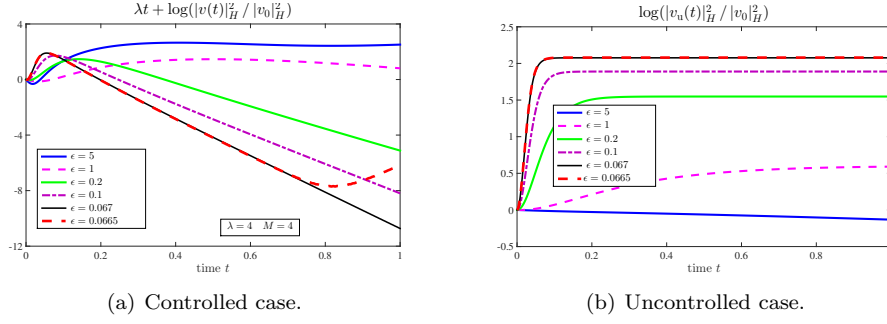 λt + log(|v(t)|²_H / |v₀|²_H)
4
0
-4
-8
-12
ϵ = 5
ϵ = 1
ϵ = 0.2
ϵ = 0.1
ϵ = 0.067
ϵ = 0.0665
λ = 4 M = 4
0 0.2 0.4 0.6 0.8 1
time t
(a) Controlled case.
log(|v_u(t)|²_H / |v₀|²_H)
2.5
2
1.5
1
0.5
0
-0.5
ϵ = 5
ϵ = 1
ϵ = 0.2
ϵ = 0.1
ϵ = 0.067
ϵ = 0.0665
0 0.2 0.4 0.6 0.8
time t
(b) Uncontrolled case.